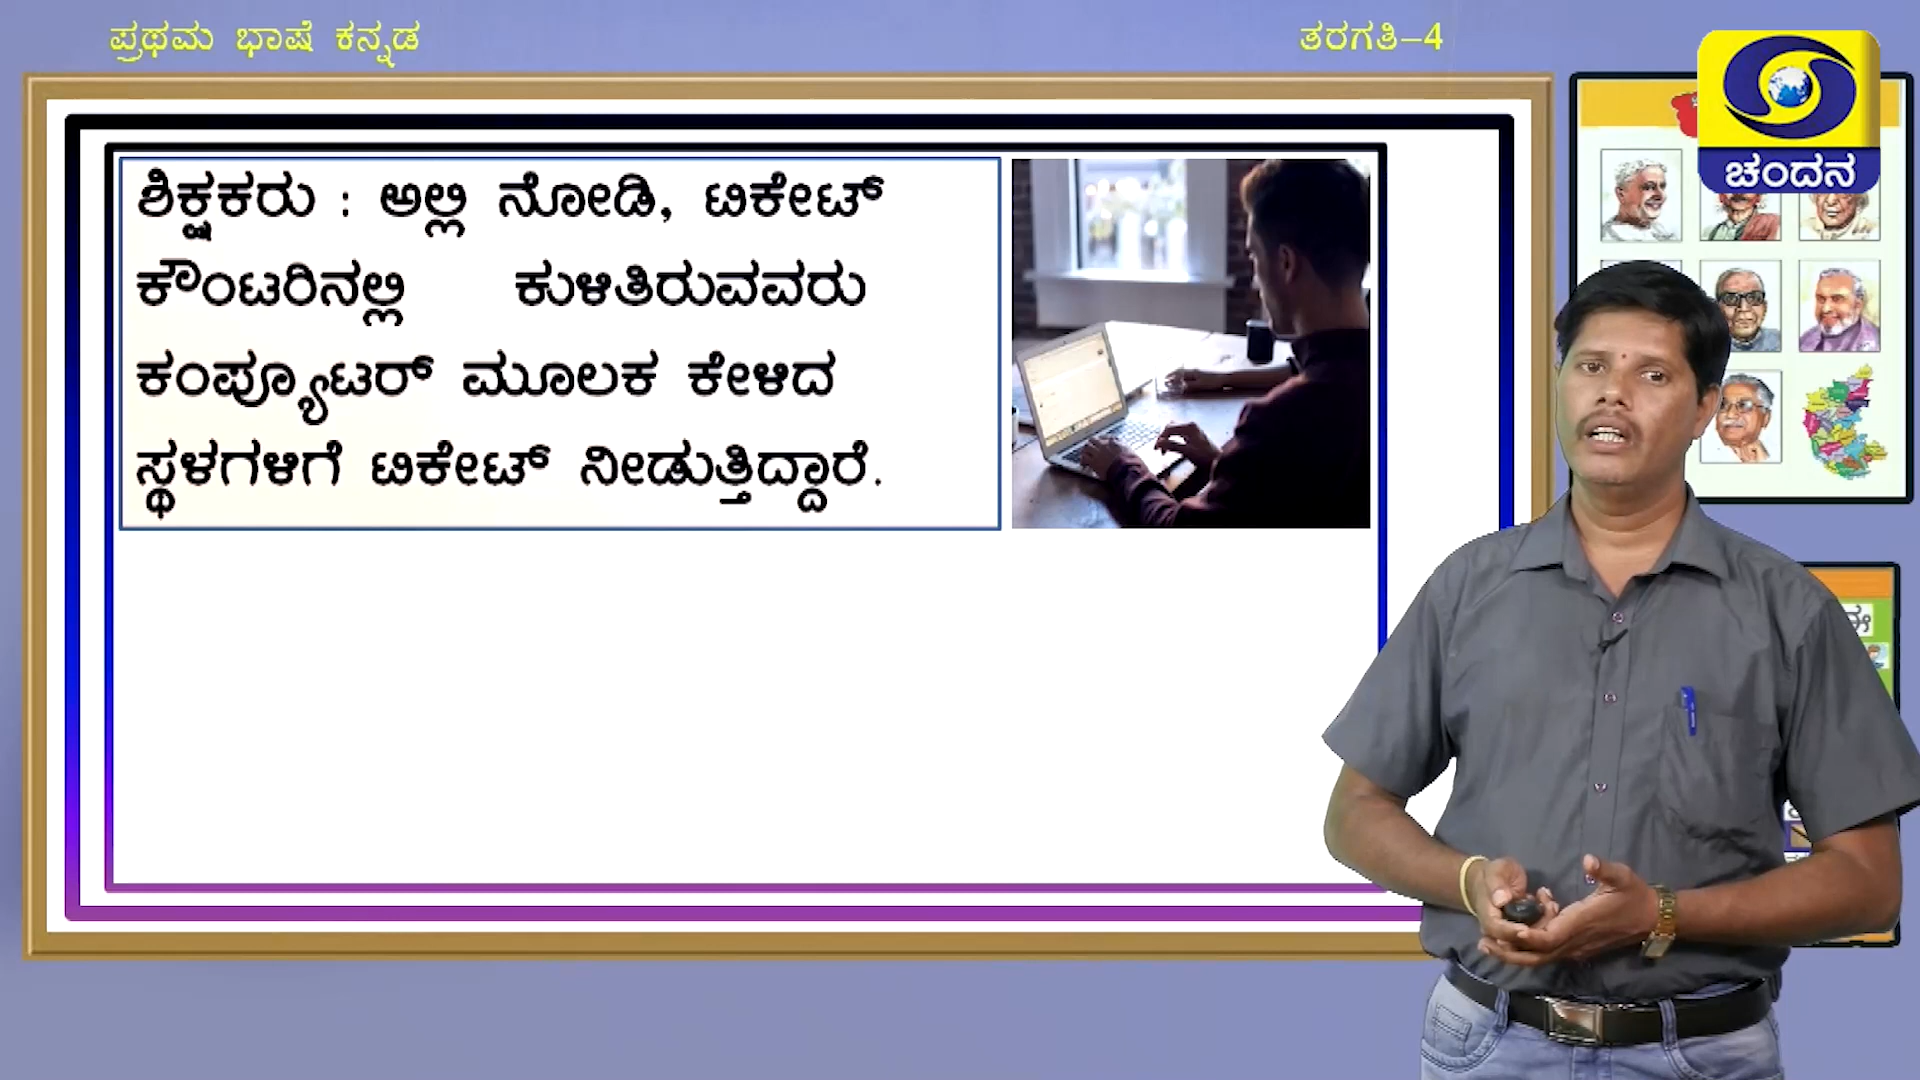 ಪ್ರಥಮ ಭಾಷೆ ಕನ್ನಡ
ತರಗತಿ-4
ಚಂದನ
ಶಿಕ್ಷಕರು : ಅಲ್ಲಿ ನೋಡಿ, ಟಿಕೇಟ್
ಕೌಂಟರಿನಲ್ಲಿ ಕುಳಿತಿರುವವರು
ಕಂಪ್ಯೂಟರ್ ಮೂಲಕ ಕೇಳಿದ
ಸ್ಥಳಗಳಿಗೆ ಟಿಕೇಟ್ ನೀಡುತ್ತಿದ್ದಾರೆ.